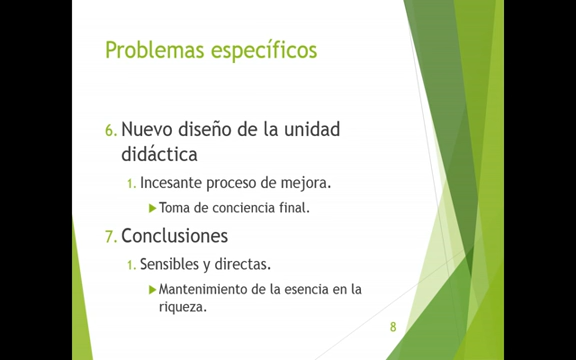 Problemas específicos
6. Nuevo diseño de la unidad
didáctica
1. Incesante proceso de mejora.
Toma de conciencia final.
7. Conclusiones
1. Sensibles y directas.
Mantenimiento de la esencia en la
riqueza.
8